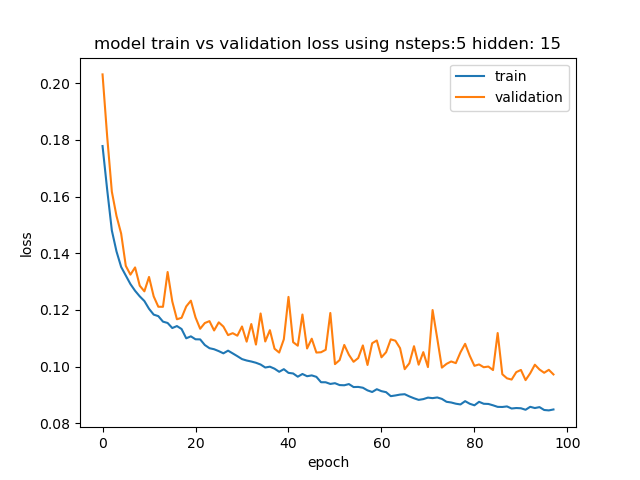 model train vs validation loss using nsteps:5 hidden: 15
train
validation
loss
0.20
0.18
0.16
0.14
0.12
0.10
0.08
0
20
40
60
80
100
epoch